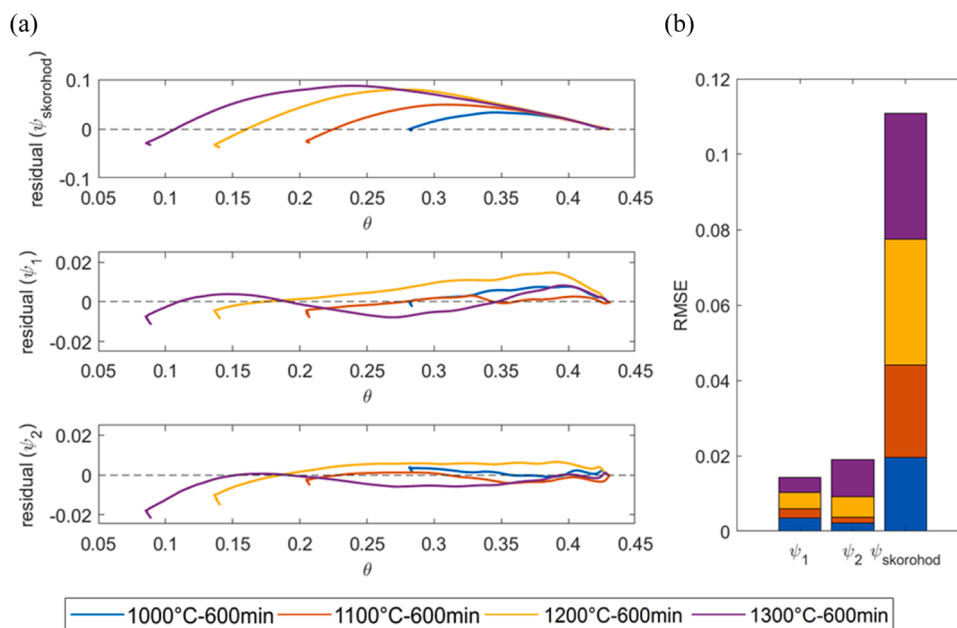 (a)
(b)
residual (ψskorohod)
0.1
0
-0.1
0.05 0.1 0.15 0.2 0.25 0.3 0.35 0.4 0.45
θ
residual (ψ1)
0.02
0
-0.02
0.05 0.1 0.15 0.2 0.25 0.3 0.35 0.4 0.45
θ
residual (ψ2)
0.02
0
-0.02
0.05 0.1 0.15 0.2 0.25 0.3 0.35 0.4 0.45
θ
RMSE
0.12
0.1
0.08
0.06
0.04
0.02
0
ψ1 ψ2 ψskorohod
1000°C-600min 1100°C-600min 1200°C-600min 1300°C-600min